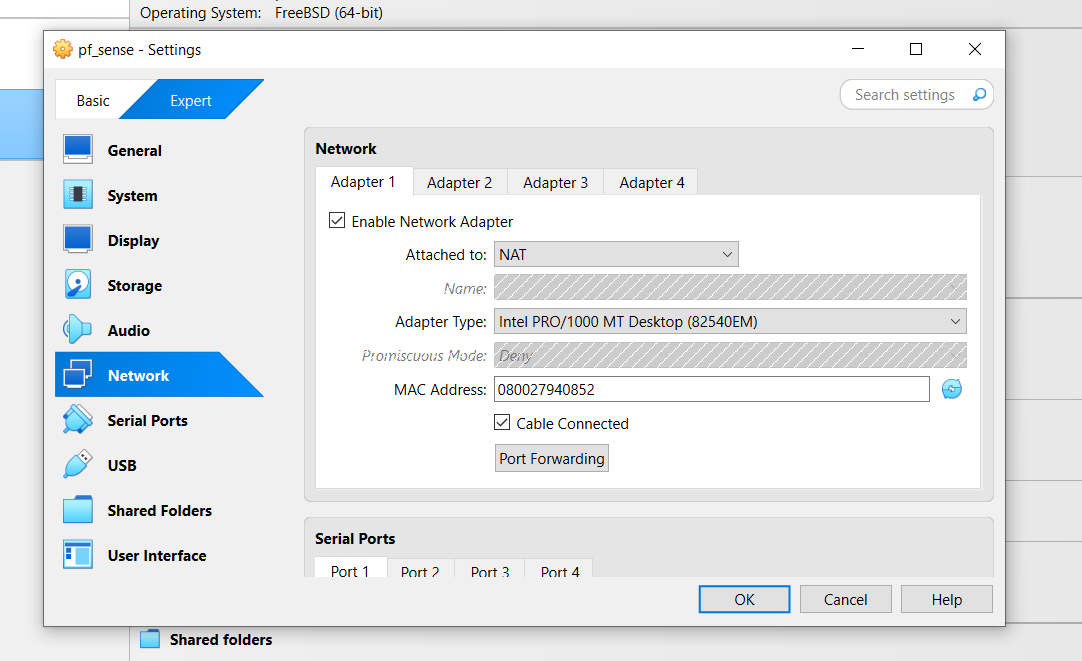 Operating System: FreeBSD (64-bit)
pf_sense - Settings
Basic
Expert
Search settings
General
System
Display
Storage
Audio
Network
Serial Ports
USB
Shared Folders
User Interface
Network
Adapter 1 Adapter 2 Adapter 3 Adapter 4
Enable Network Adapter
Attached to: NAT
Name:
Adapter Type: Intel PRO/1000 MT Desktop (82540EM)
Promiscuous Mode: Deny
MAC Address: 080027940852
Cable Connected
Port Forwarding
Serial Ports
Port 1 Port 2 Port 3 Port 4
OK Cancel Help
Shared folders